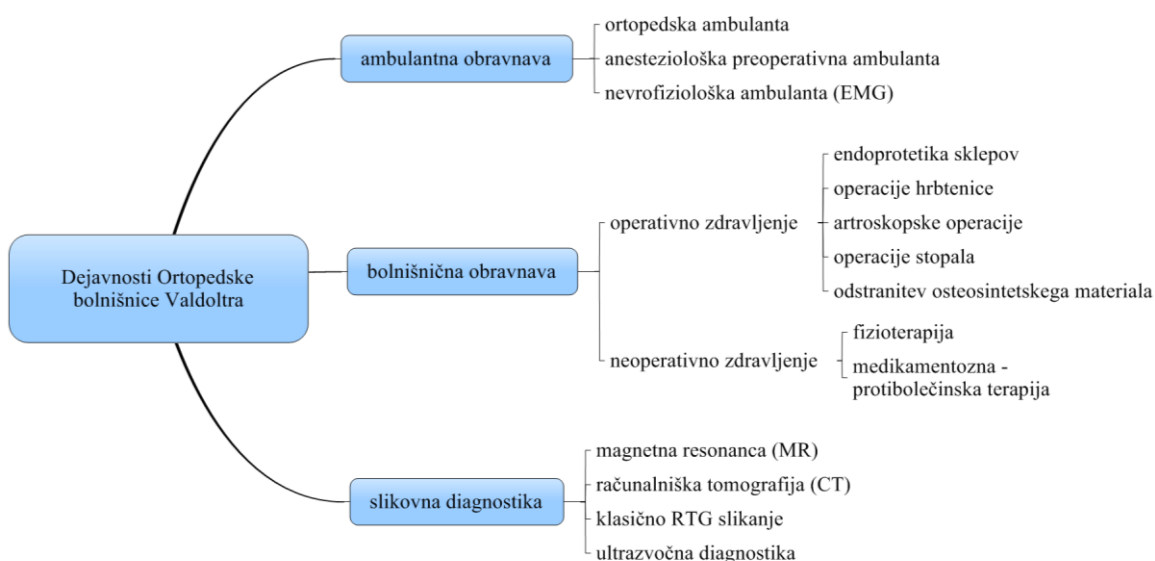 Dejavnosti Ortopedske
bolnišnice Valdoltra
ambulantna obravnava
ortopedska ambulanta
anesteziološka preoperativna ambulanta
nevrofiziološka ambulanta (EMG)
bolnišnična obravnava
operativno zdravljenje
endoprotetika sklepov
operacije hrbtenice
artroskopske operacije
operacije stopala
odstranitev osteosintetskega materiala
neoperativno zdravljenje
fizioterapija
medikamentozna -
protibolečinska terapija
slikovna diagnostika
magnetna resonanca (MR)
računalniška tomografija (CT)
klasično RTG slikanje
ultrazvočna diagnostika